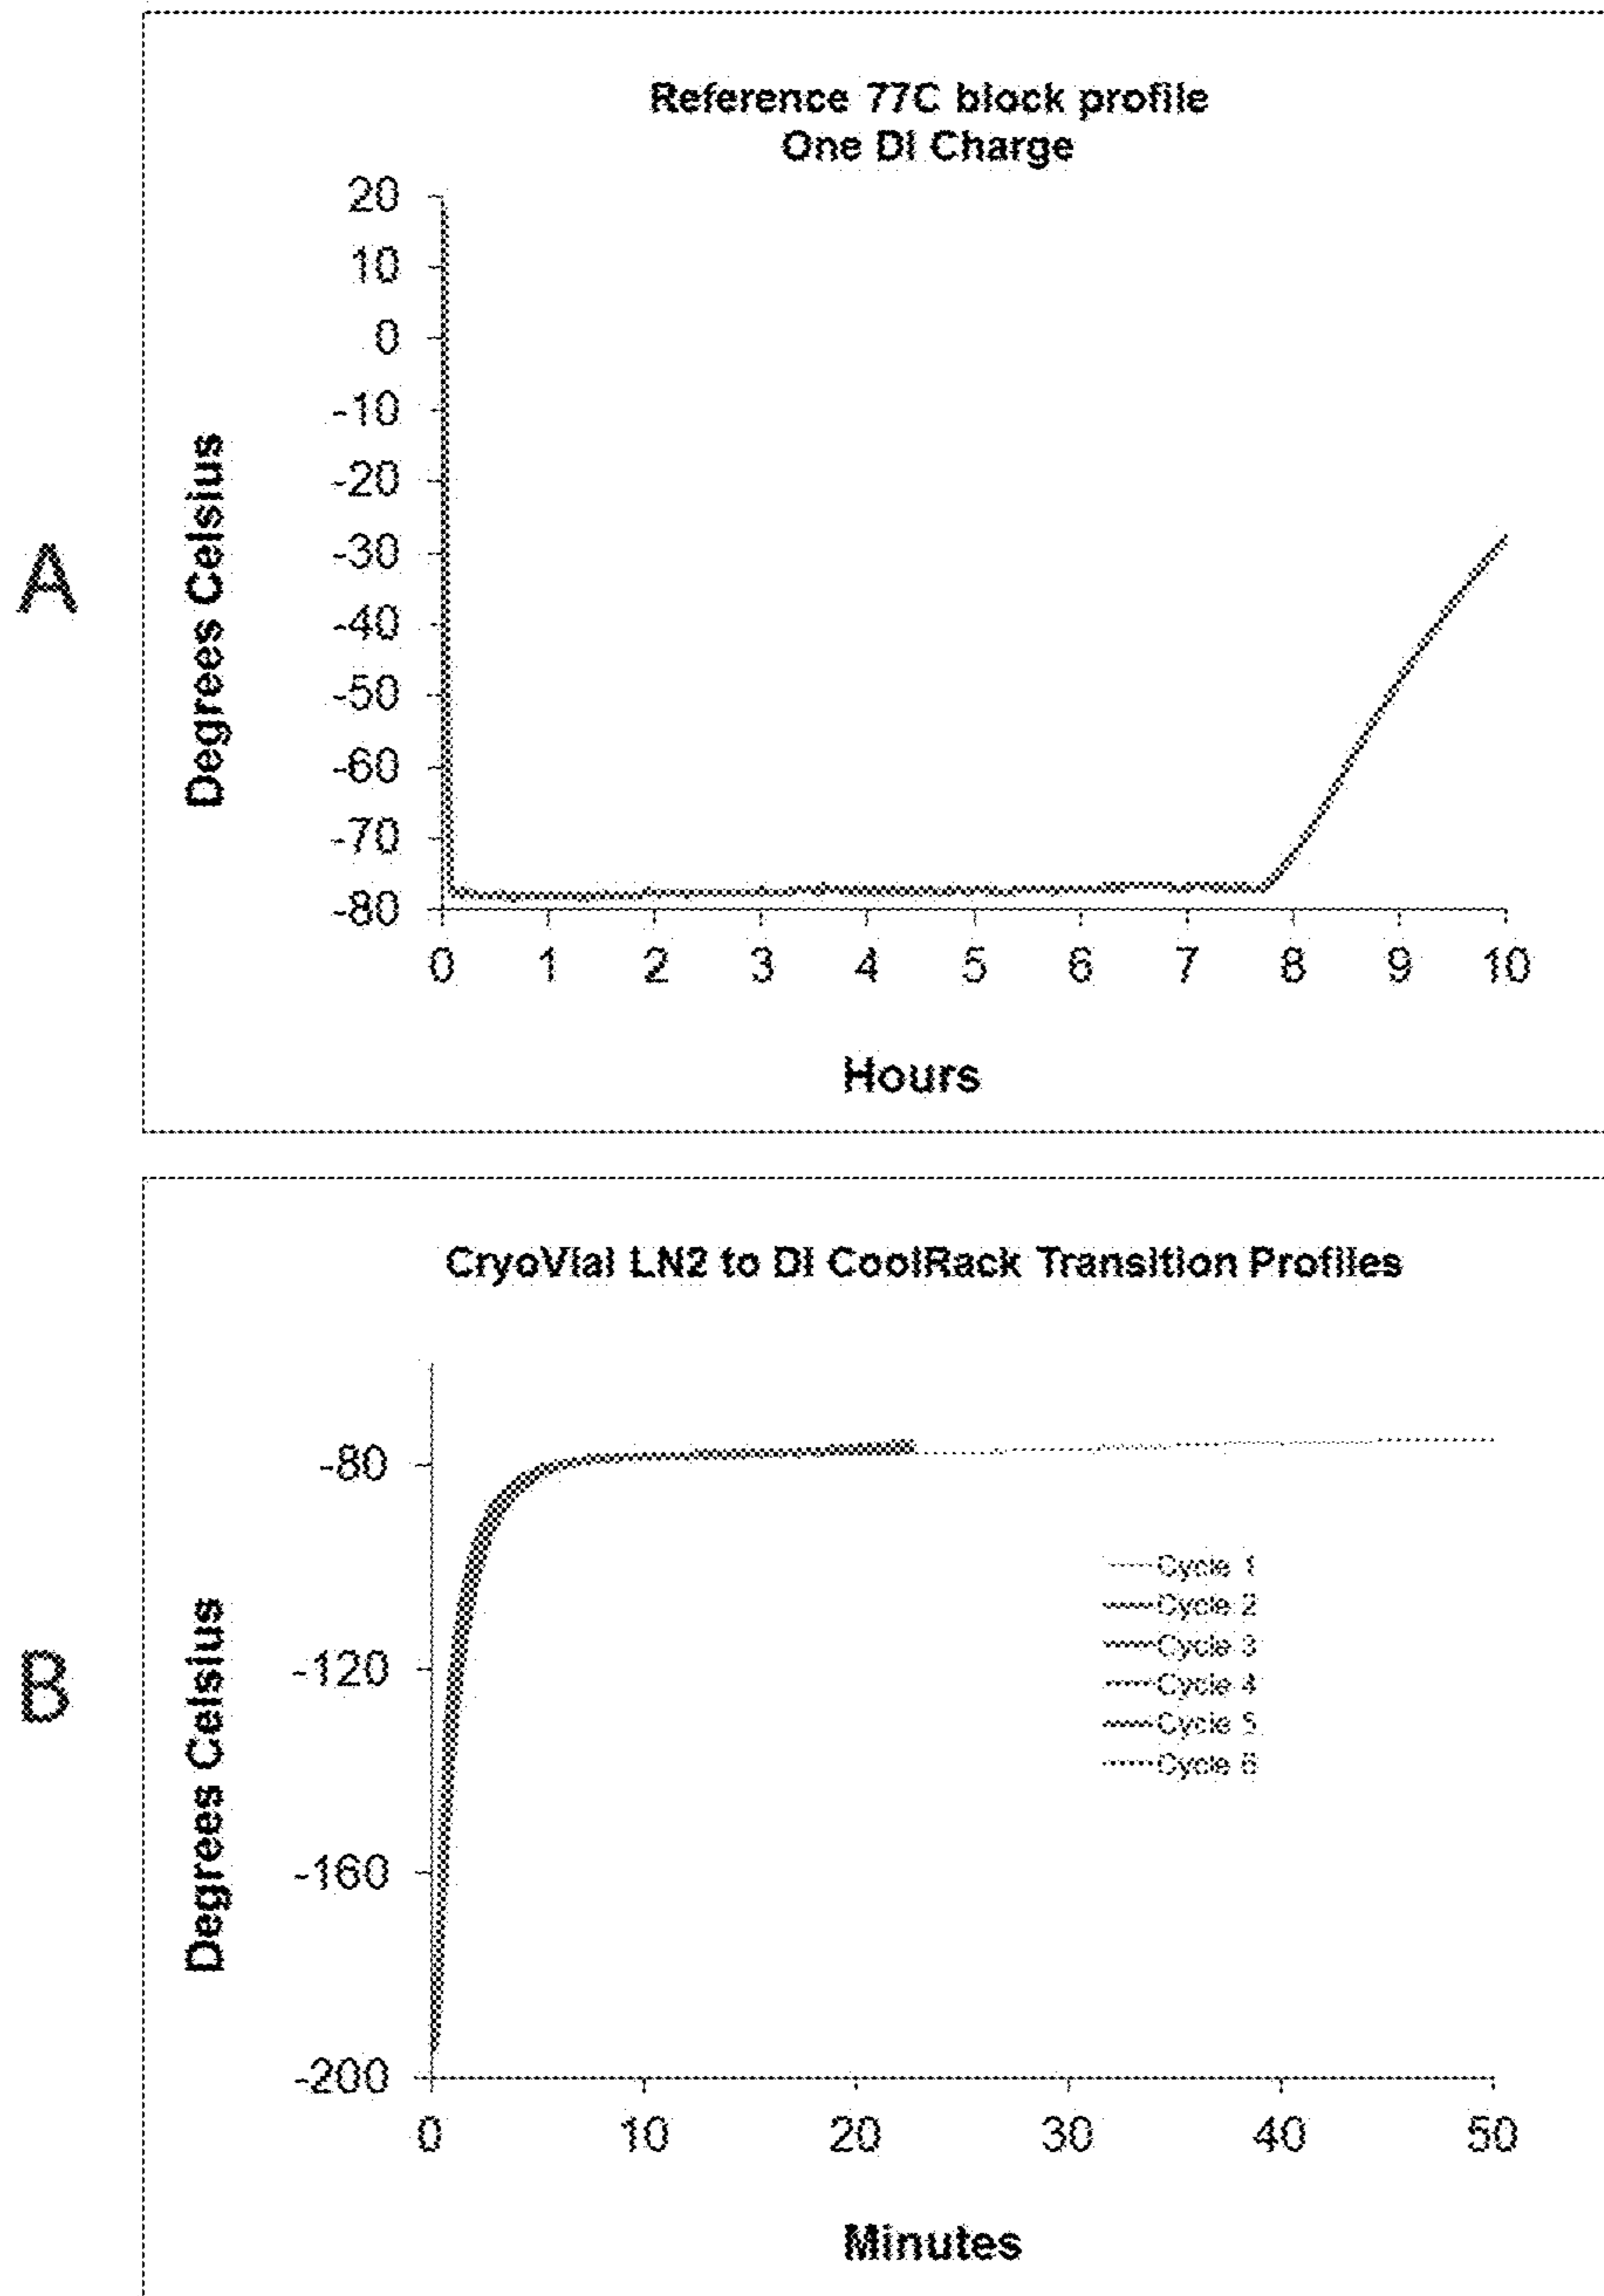 A
Reference 77C block profile
One DI Charge
Degrees Celsius
20
10
0
-10
-20
-30
-40
-50
-60
-70
-80
0 1 2 3 4 5 6 7 8 9 10
Hours
B
CryoVial LN2 to DI CoolRack Transition Profiles
Degrees Celsius
-80
-120
-160
-200
Cycle 1
Cycle 2
Cycle 3
Cycle 4
Cycle 5
Cycle 6
0 10 20 30 40 50
Minutes